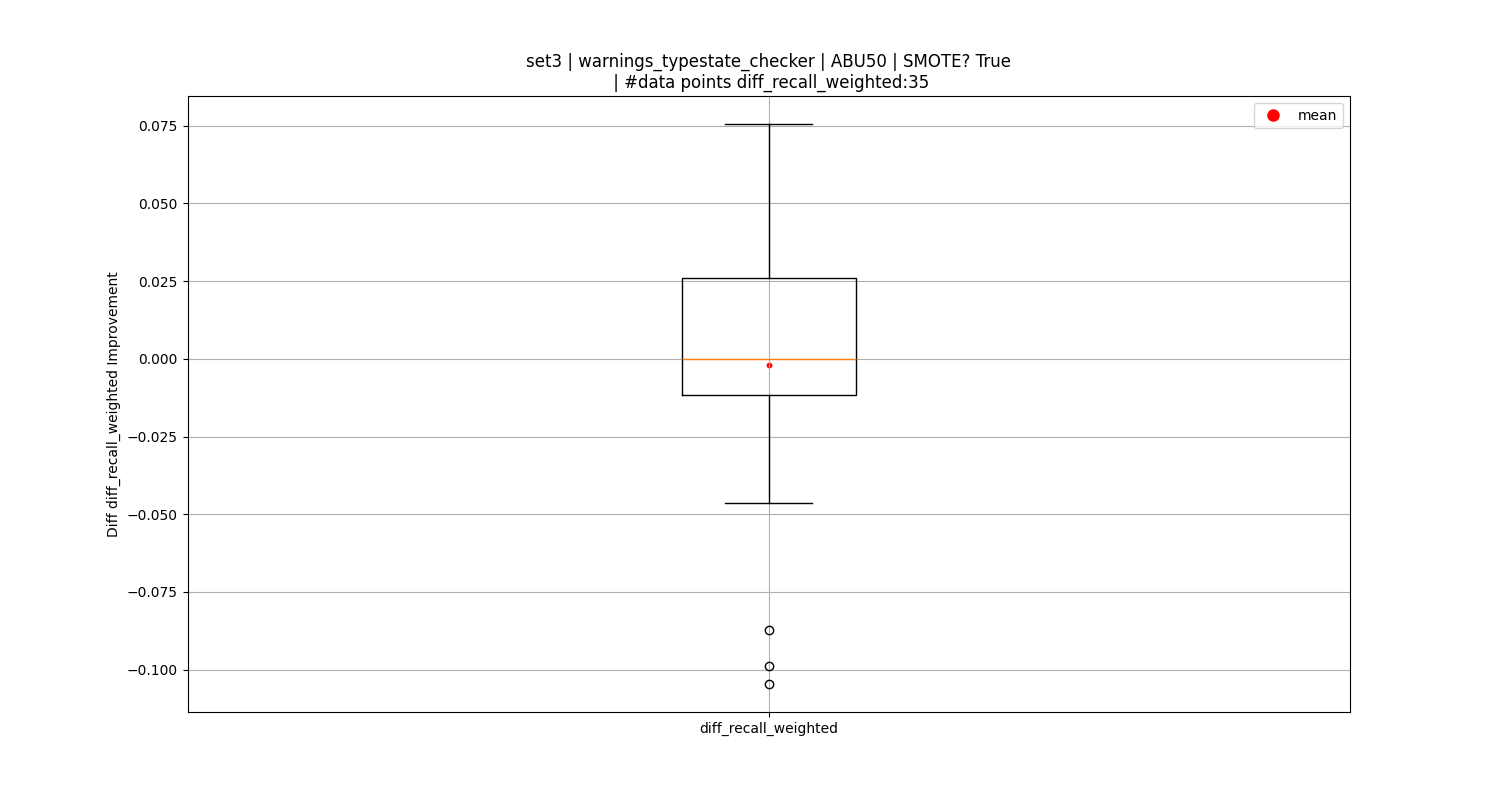 set3 | warnings_typestate_checker | ABU50 | SMOTE? True
| #data points diff_recall_weighted:35
mean
0.075
0.050
0.025
0.000
−0.025
−0.050
−0.075
−0.100
Diff diff_recall_weighted Improvement
diff_recall_weighted